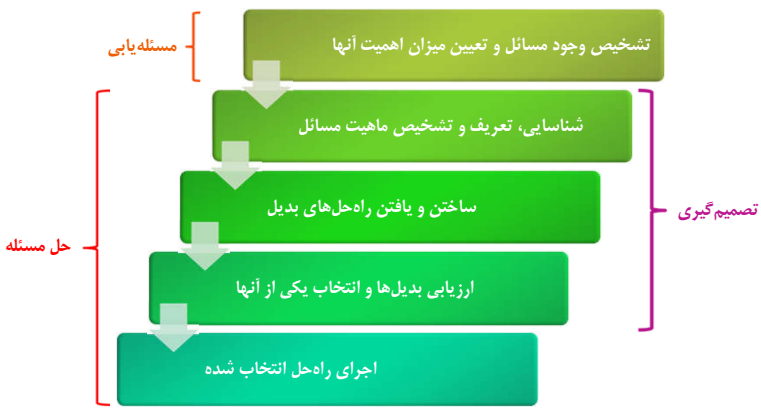 تشخیص وجود مسائل و تعیین میزان اهمیت آنها
مسئله‌یابی
شناسایی، تعریف و تشخیص ماهیت مسائل
ساختن و یافتن راه‌حل‌های بدیل
تصمیم‌گیری
حل مسئله
ارزیابی بدیل‌ها و انتخاب یکی از آنها
اجرای راه‌حل انتخاب شده